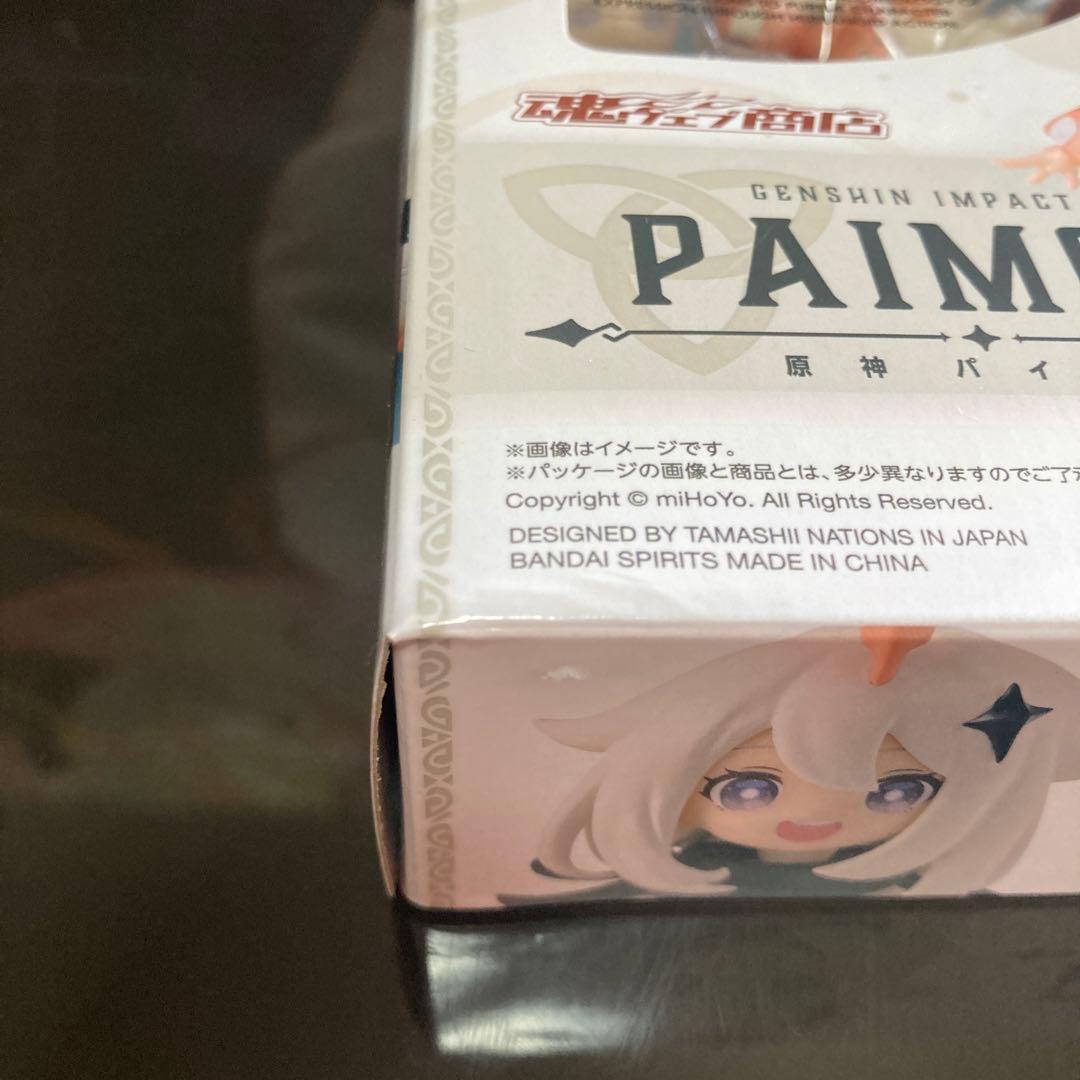 魂ウェブ商店
GENSHIN IMPACT
PAIMO
原神 パイ
※画像はイメージです。
※パッケージの画像と商品とは、多少異なりますのでご了
Copyright © miHoYo. All Rights Reserved.
DESIGNED BY TAMASHII NATIONS IN JAPAN
BANDAI SPIRITS MADE IN CHINA